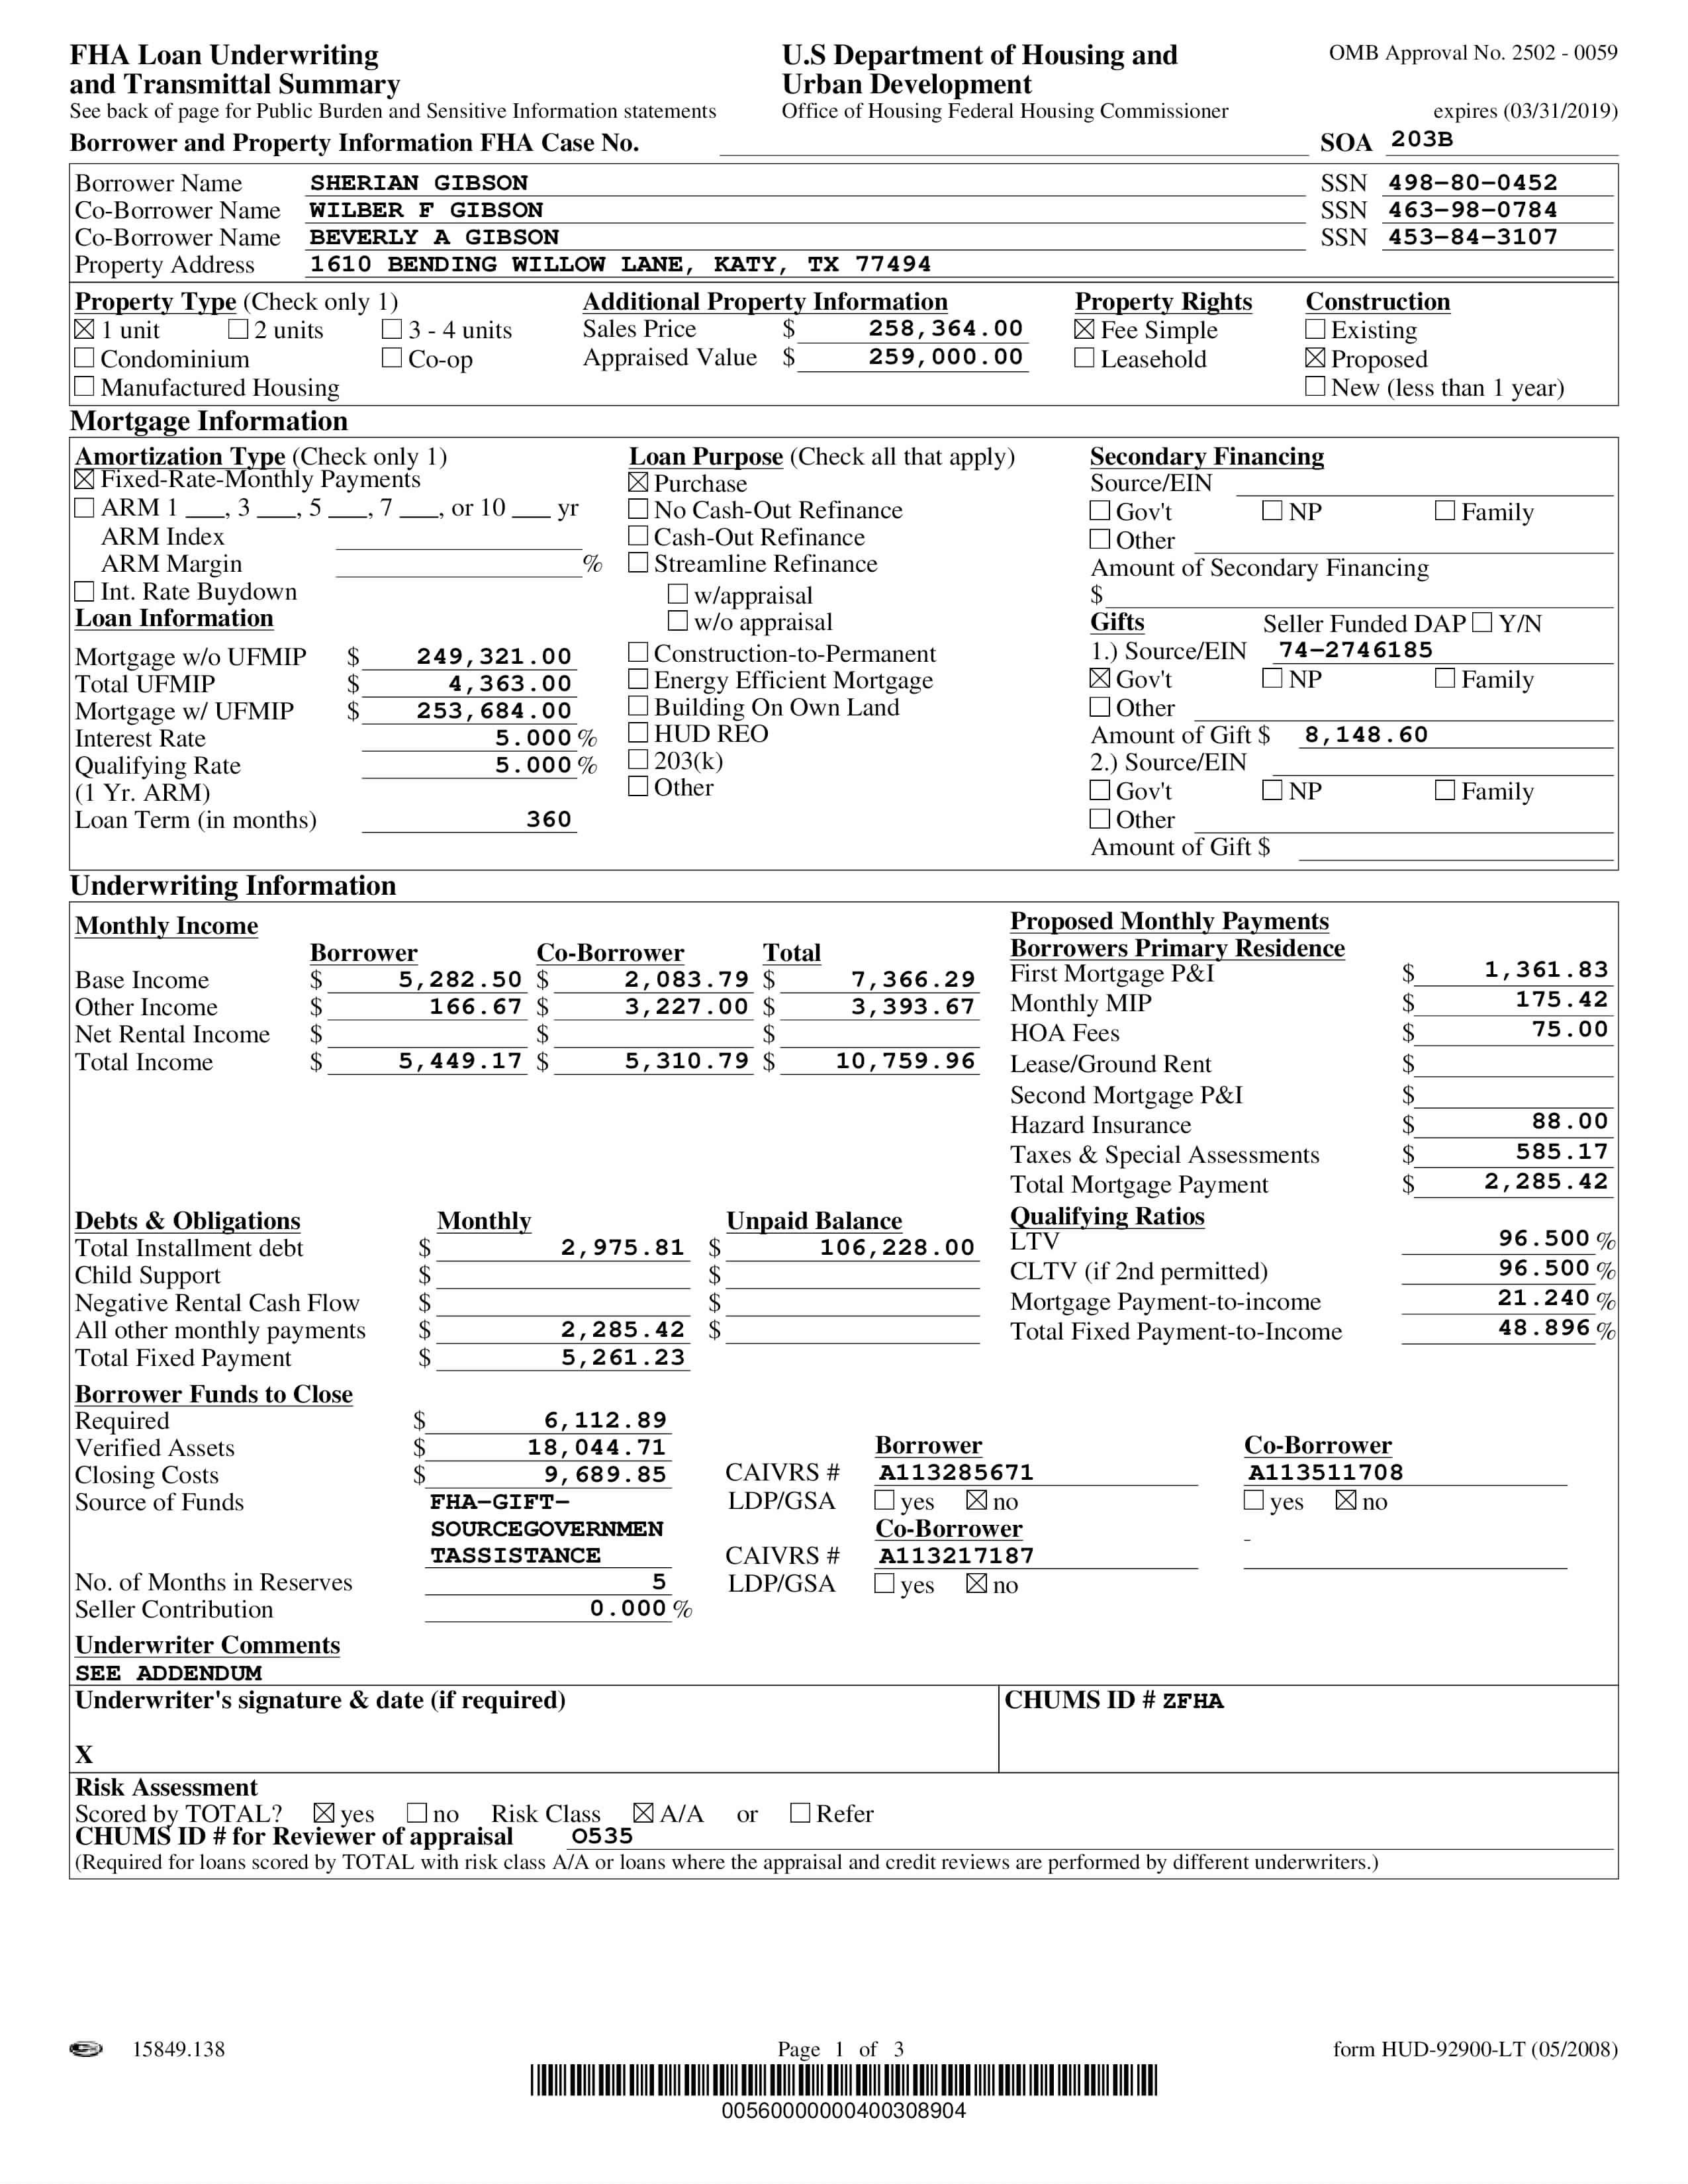 FHA Loan Underwriting
and Transmittal Summary
See back of page for Public Burden and Sensitive Information statements
U.S Department of Housing and
Urban Development
Office of Housing Federal Housing Commissioner
OMB Approval No. 2502 - 0059
expires (03/31/2019)
Borrower and Property Information FHA Case No. SOA 203B
Borrower Name SHERIAN GIBSON SSN 498-80-0452
Co-Borrower Name WILBER F GIBSON SSN 463-98-0784
Co-Borrower Name BEVERLY A GIBSON SSN 453-84-3107
Property Address 1610 BENDING WILLOW LANE, KATY, TX 77494
Property Type (Check only 1)
☒ 1 unit ☐ 2 units ☐ 3 - 4 units
☐ Condominium ☐ Co-op
☐ Manufactured Housing
Additional Property Information
Sales Price $ 258,364.00
Appraised Value $ 259,000.00
Property Rights
☒ Fee Simple
☐ Leasehold
Construction
☐ Existing
☒ Proposed
☐ New (less than 1 year)
Mortgage Information
Amortization Type (Check only 1)
☒ Fixed-Rate-Monthly Payments
☐ ARM 1 ___, 3 ___, 5 ___, 7 ___, or 10 ___ yr
ARM Index
ARM Margin %
☐ Int. Rate Buydown
Loan Information
Mortgage w/o UFMIP $ 249,321.00
Total UFMIP $ 4,363.00
Mortgage w/ UFMIP $ 253,684.00
Interest Rate 5.000 %
Qualifying Rate 5.000 %
(1 Yr. ARM)
Loan Term (in months) 360
Loan Purpose (Check all that apply)
☒ Purchase
☐ No Cash-Out Refinance
☐ Cash-Out Refinance
☐ Streamline Refinance
☐ w/appraisal
☐ w/o appraisal
☐ Construction-to-Permanent
☐ Energy Efficient Mortgage
☐ Building On Own Land
☐ HUD REO
☐ 203(k)
☐ Other
Secondary Financing
Source/EIN
☐ Gov't ☐ NP ☐ Family
☐ Other
Amount of Secondary Financing
$
Gifts Seller Funded DAP ☐ Y/N
1.) Source/EIN 74-2746185
☒ Gov't ☐ NP ☐ Family
☐ Other
Amount of Gift $ 8,148.60
2.) Source/EIN
☐ Gov't ☐ NP ☐ Family
☐ Other
Amount of Gift $
Underwriting Information
Monthly Income
Borrower Co-Borrower Total
Base Income $ 5,282.50 $ 2,083.79 $ 7,366.29
Other Income $ 166.67 $ 3,227.00 $ 3,393.67
Net Rental Income $ $ $
Total Income $ 5,449.17 $ 5,310.79 $ 10,759.96
Proposed Monthly Payments
Borrowers Primary Residence
First Mortgage P&I $ 1,361.83
Monthly MIP $ 175.42
HOA Fees $ 75.00
Lease/Ground Rent $
Second Mortgage P&I $
Hazard Insurance $ 88.00
Taxes & Special Assessments $ 585.17
Total Mortgage Payment $ 2,285.42
Debts & Obligations Monthly Unpaid Balance
Total Installment debt $ 2,975.81 $ 106,228.00
Child Support $ $
Negative Rental Cash Flow $ $
All other monthly payments $ 2,285.42 $
Total Fixed Payment $ 5,261.23
Qualifying Ratios
LTV 96.500 %
CLTV (if 2nd permitted) 96.500 %
Mortgage Payment-to-income 21.240 %
Total Fixed Payment-to-Income 48.896 %
Borrower Funds to Close
Required $ 6,112.89
Verified Assets $ 18,044.71
Closing Costs $ 9,689.85
Source of Funds FHA-GIFT-
SOURCEGOVERNMEN
TASSISTANCE
No. of Months in Reserves 5
Seller Contribution 0.000 %
Borrower Co-Borrower
CAIVRS # A113285671 A113511708
LDP/GSA ☐ yes ☒ no ☐ yes ☒ no
Co-Borrower
CAIVRS # A113217187
LDP/GSA ☐ yes ☒ no
Underwriter Comments
SEE ADDENDUM
Underwriter's signature & date (if required) CHUMS ID # ZFHA
X
Risk Assessment
Scored by TOTAL? ☒ yes ☐ no Risk Class ☒ A/A or ☐ Refer
CHUMS ID # for Reviewer of appraisal O535
(Required for loans scored by TOTAL with risk class A/A or loans where the appraisal and credit reviews are performed by different underwriters.)
15849.138 Page 1 of 3 form HUD-92900-LT (05/2008)
00560000000400308904